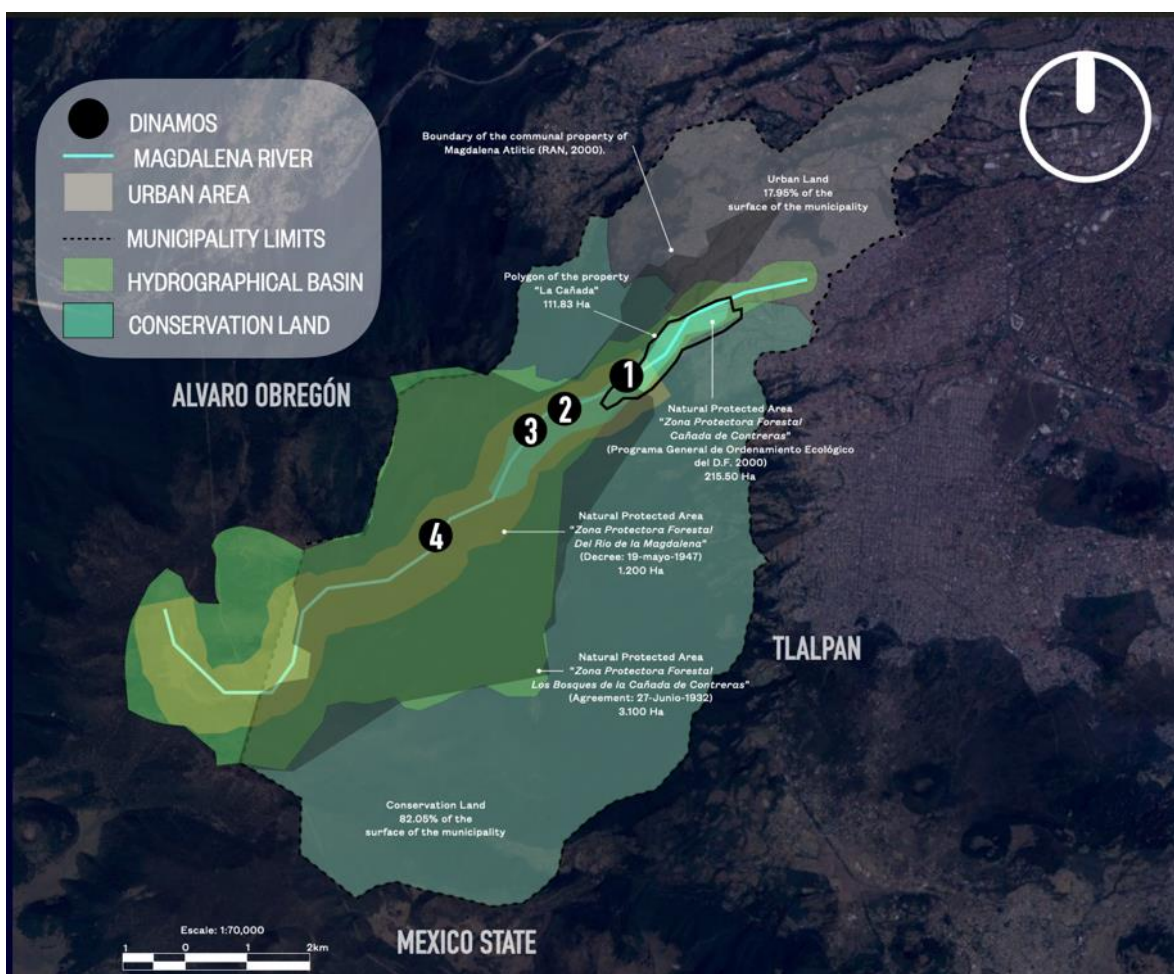 DINAMOS
MAGDALENA RIVER
URBAN AREA
MUNICIPALITY LIMITS
HYDROGRAPHICAL BASIN
CONSERVATION LAND
Boundary of the communal property of
Magdalena Atlitic (RAN, 2000).
Urban Land
17.95% of the
surface of the municipality
Polygon of the property
"La Cañada"
111.83 Ha
ALVARO OBREGÓN
1
2
3
4
Natural Protected Area
"Zona Protectora Forestal
Cañada de Contreras"
(Programa General de Ordenamiento Ecológico
del D.F. 2000)
215.50 Ha
Natural Protected Area
"Zona Protectora Forestal
Del Rio de la Magdalena"
(Decree: 19-mayo-1947)
1.200 Ha
TLALPAN
Natural Protected Area
"Zona Protectora Forestal
Los Bosques de la Cañada de Contreras"
(Agreement: 27-Junio-1932)
3.100 Ha
Conservation Land
82.05% of the
surface of the municipality
Escale: 1:70,000
1 0 1 2km
MEXICO STATE